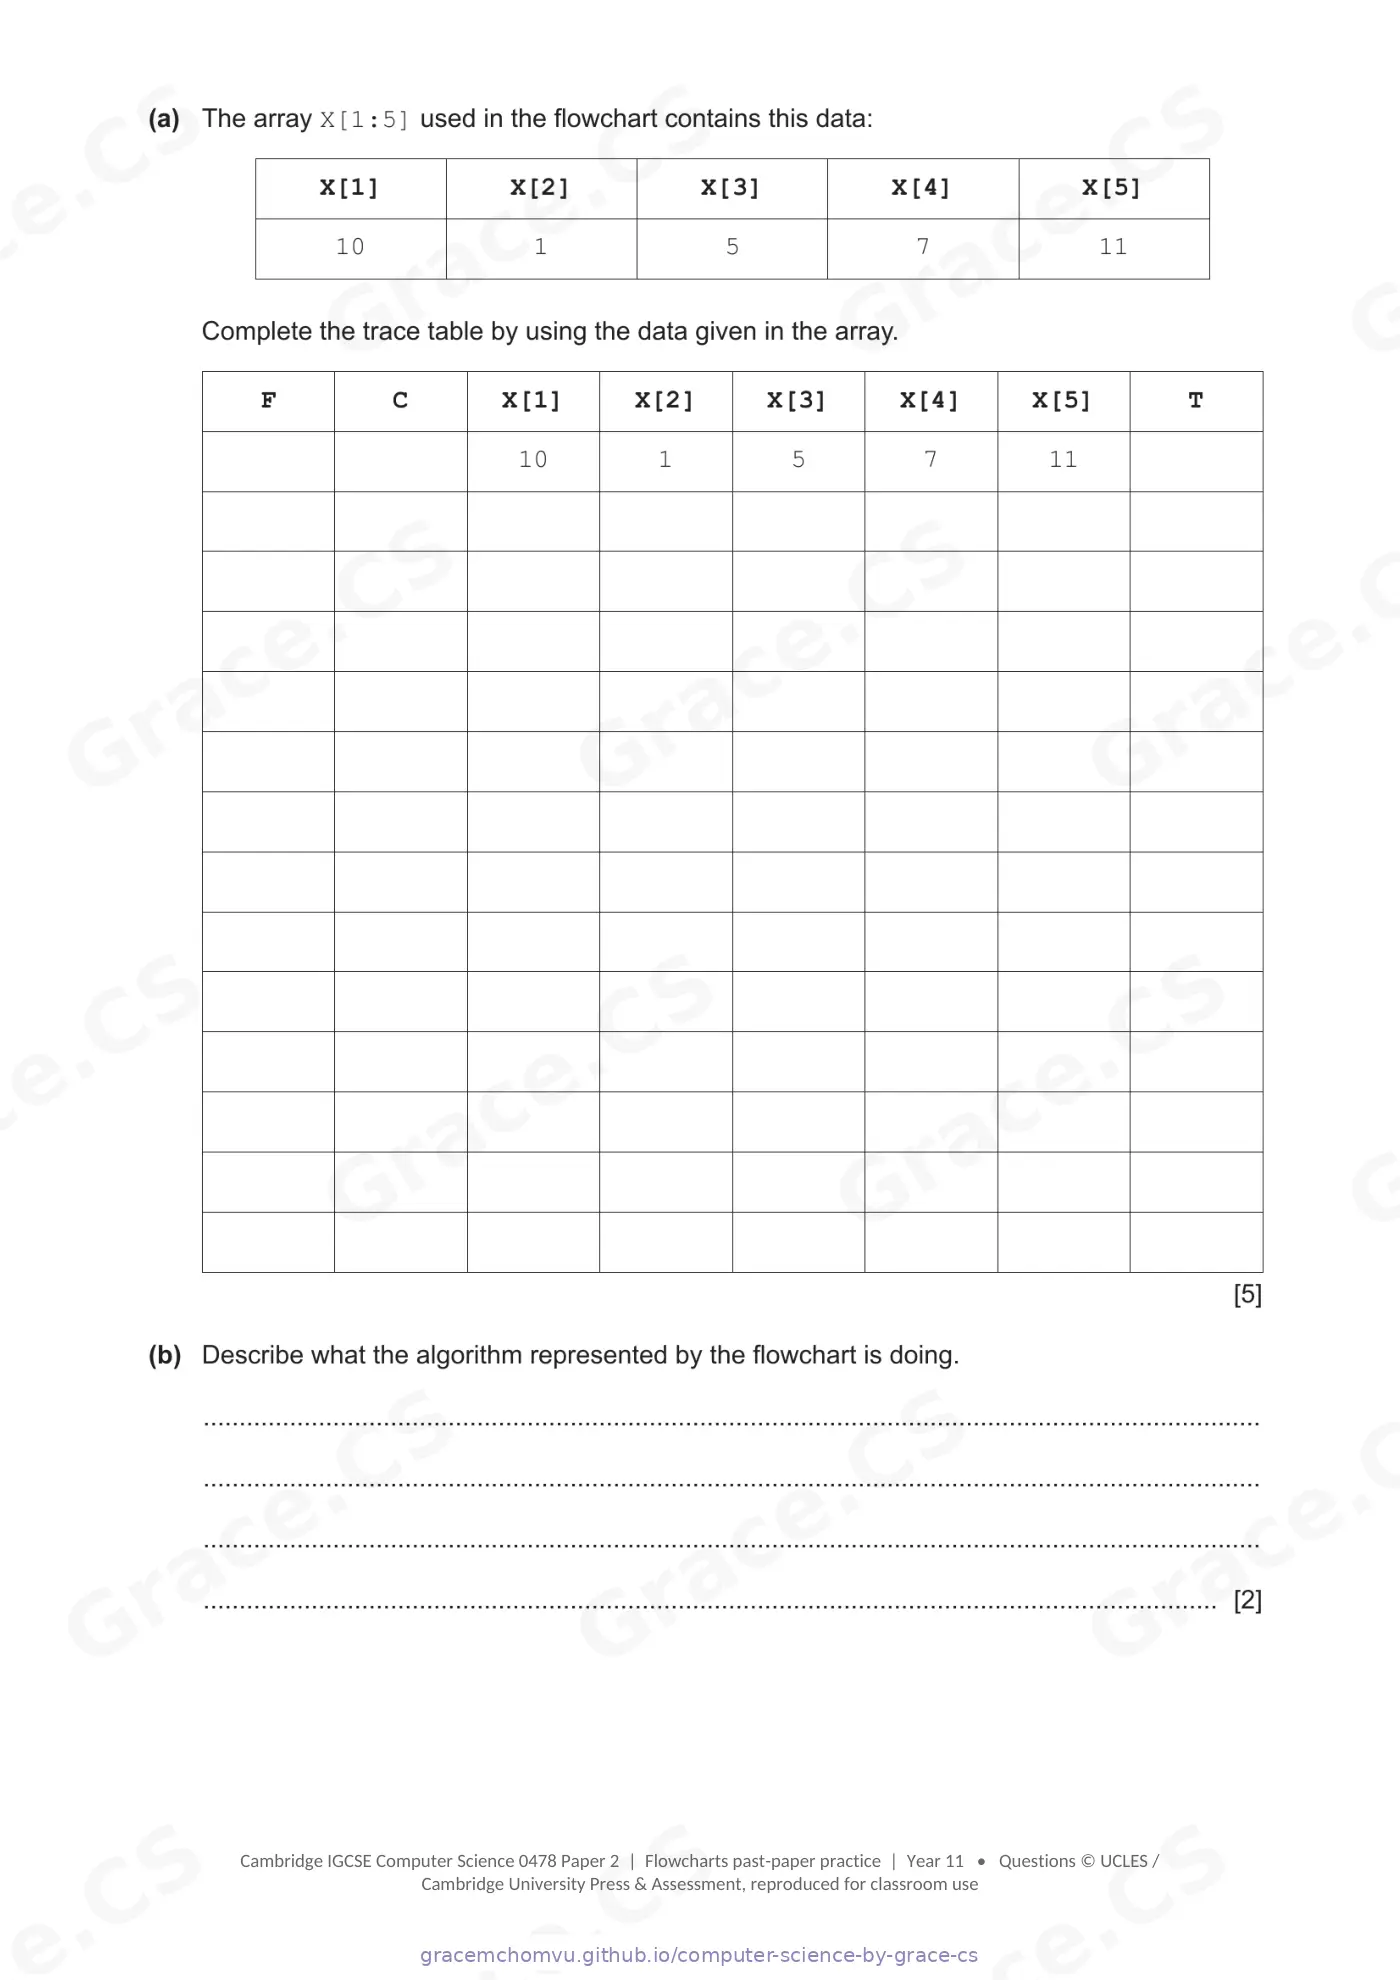 (a) The array X[1:5] used in the flowchart contains this data:
X[1] X[2] X[3] X[4] X[5]
10 1 5 7 11
Complete the trace table by using the data given in the array.
F C X[1] X[2] X[3] X[4] X[5] T
10 1 5 7 11
[5]
(b) Describe what the algorithm represented by the flowchart is doing.
[2]
Cambridge IGCSE Computer Science 0478 Paper 2 | Flowcharts past-paper practice | Year 11 • Questions © UCLES /
Cambridge University Press & Assessment, reproduced for classroom use
gracemchomvu.github.io/computer-science-by-grace-cs
Grace.CS